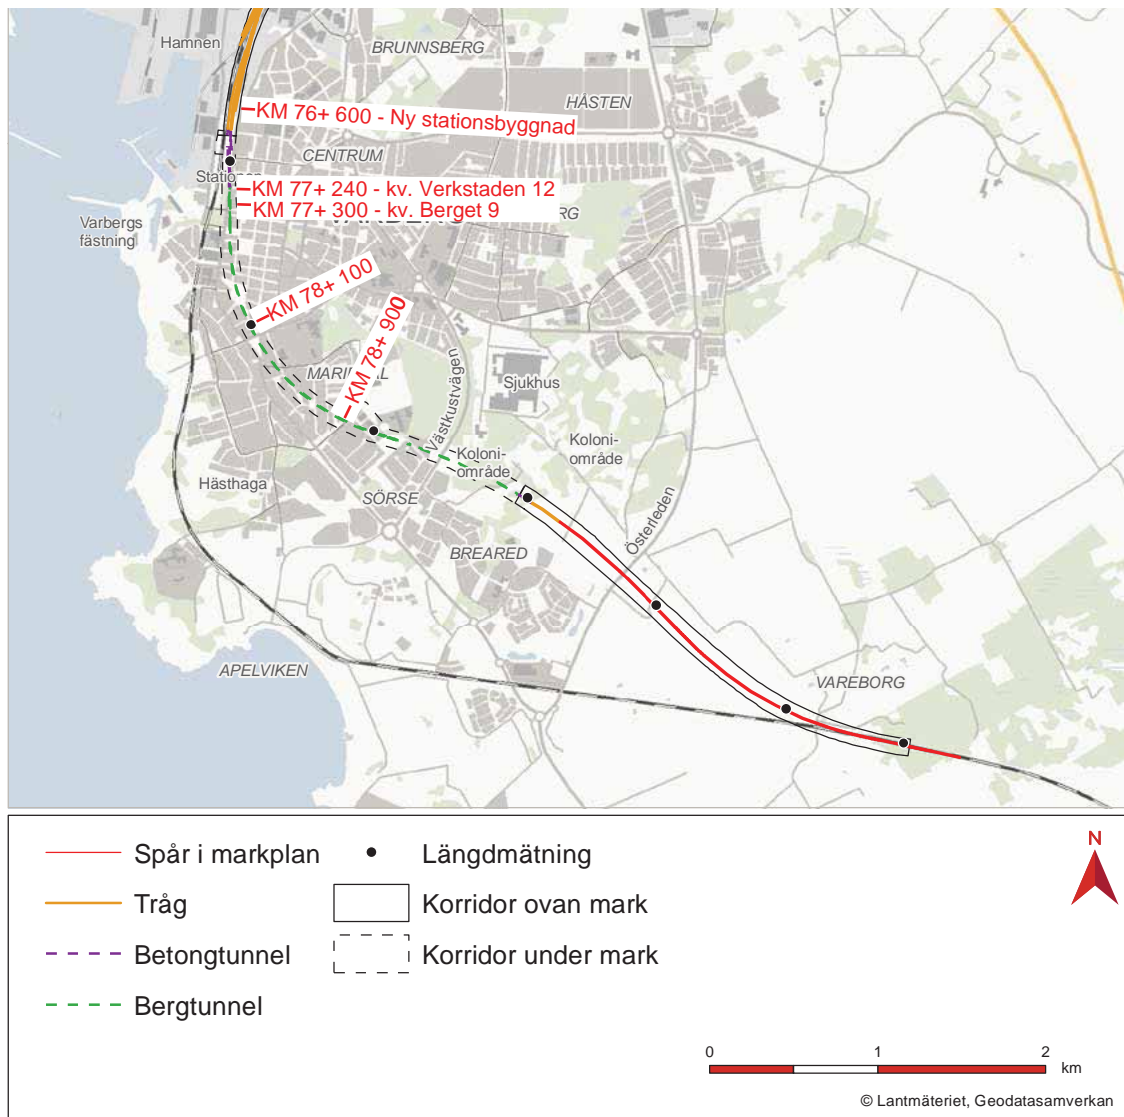 Hamnen
BRUNNSBERG
HÅSTEN
KM 76+ 600 - Ny stationsbyggnad
CENTRUM
KM 77+ 240 - kv. Verkstaden 12
KM 77+ 300 - kv. Berget 9
Varbergs
fästning
KM 78+ 100
KM 78+ 900
Västkustvägen
Sjukhus
Koloni-
område
Koloni-
område
Hästhaga
SÖRSE
Österleden
BREARED
APELVIKEN
VAREBORG
Spår i markplan
Längdmätning
Tråg
Korridor ovan mark
Betongtunnel
Korridor under mark
Bergtunnel
N
0 1 2
km
© Lantmäteriet, Geodatasamverkan